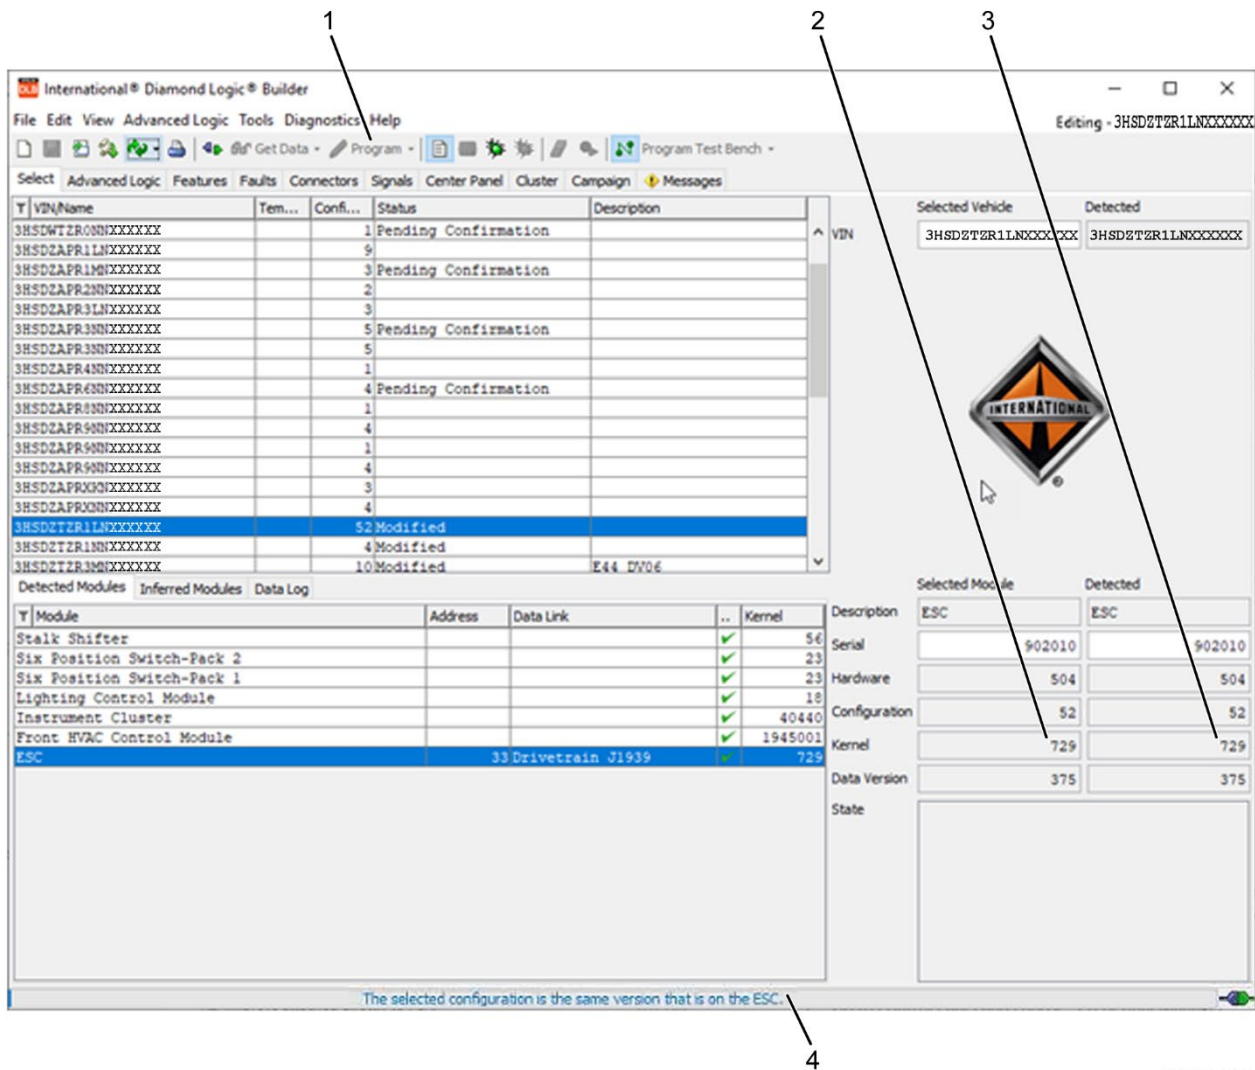 1
2
3
International® Diamond Logic® Builder
File Edit View Advanced Logic Tools Diagnostics Help
Editing - 3HSDZTZR1LNXXXXXX
Get Data Program Program Test Bench
Select Advanced Logic Features Faults Connectors Signals Center Panel Cluster Campaign Messages
VIN/Name Tem... Confi... Status Description
3HSDWTZR0NNXXXXXX 1 Pending Confirmation
3HSDZAPR1LNXXXXXX 9
3HSDZAPR1MNXXXXXX 3 Pending Confirmation
3HSDZAPR2NNXXXXXX 2
3HSDZAPR3LNXXXXXX 3
3HSDZAPR3NNXXXXXX 5 Pending Confirmation
3HSDZAPR3NNXXXXXX 5
3HSDZAPR4NNXXXXXX 1
3HSDZAPR6NNXXXXXX 4 Pending Confirmation
3HSDZAPR8NNXXXXXX 1
3HSDZAPR9NNXXXXXX 4
3HSDZAPR9NNXXXXXX 1
3HSDZAPR9NNXXXXXX 4
3HSDZAPRXKNXXXXXX 3
3HSDZAPRXNNXXXXXX 4
3HSDZTZR1LNXXXXXX 52 Modified
3HSDZTZR1NNXXXXXX 4 Modified
3HSDZTZR3MNXXXXXX 10 Modified E44 DV06
Selected Vehicle Detected
VIN 3HSDZTZR1LNXXXXXX 3HSDZTZR1LNXXXXXX
INTERNATIONAL ®
Detected Modules Inferred Modules Data Log
Module Address Data Link .. Kernel
Stalk Shifter 56
Six Position Switch-Pack 2 23
Six Position Switch-Pack 1 23
Lighting Control Module 18
Instrument Cluster 40440
Front HVAC Control Module 1945001
ESC 33 Drivetrain J1939 729
Selected Module Detected
Description ESC ESC
Serial 902010 902010
Hardware 504 504
Configuration 52 52
Kernel 729 729
Data Version 375 375
State
The selected configuration is the same version that is on the ESC.
4